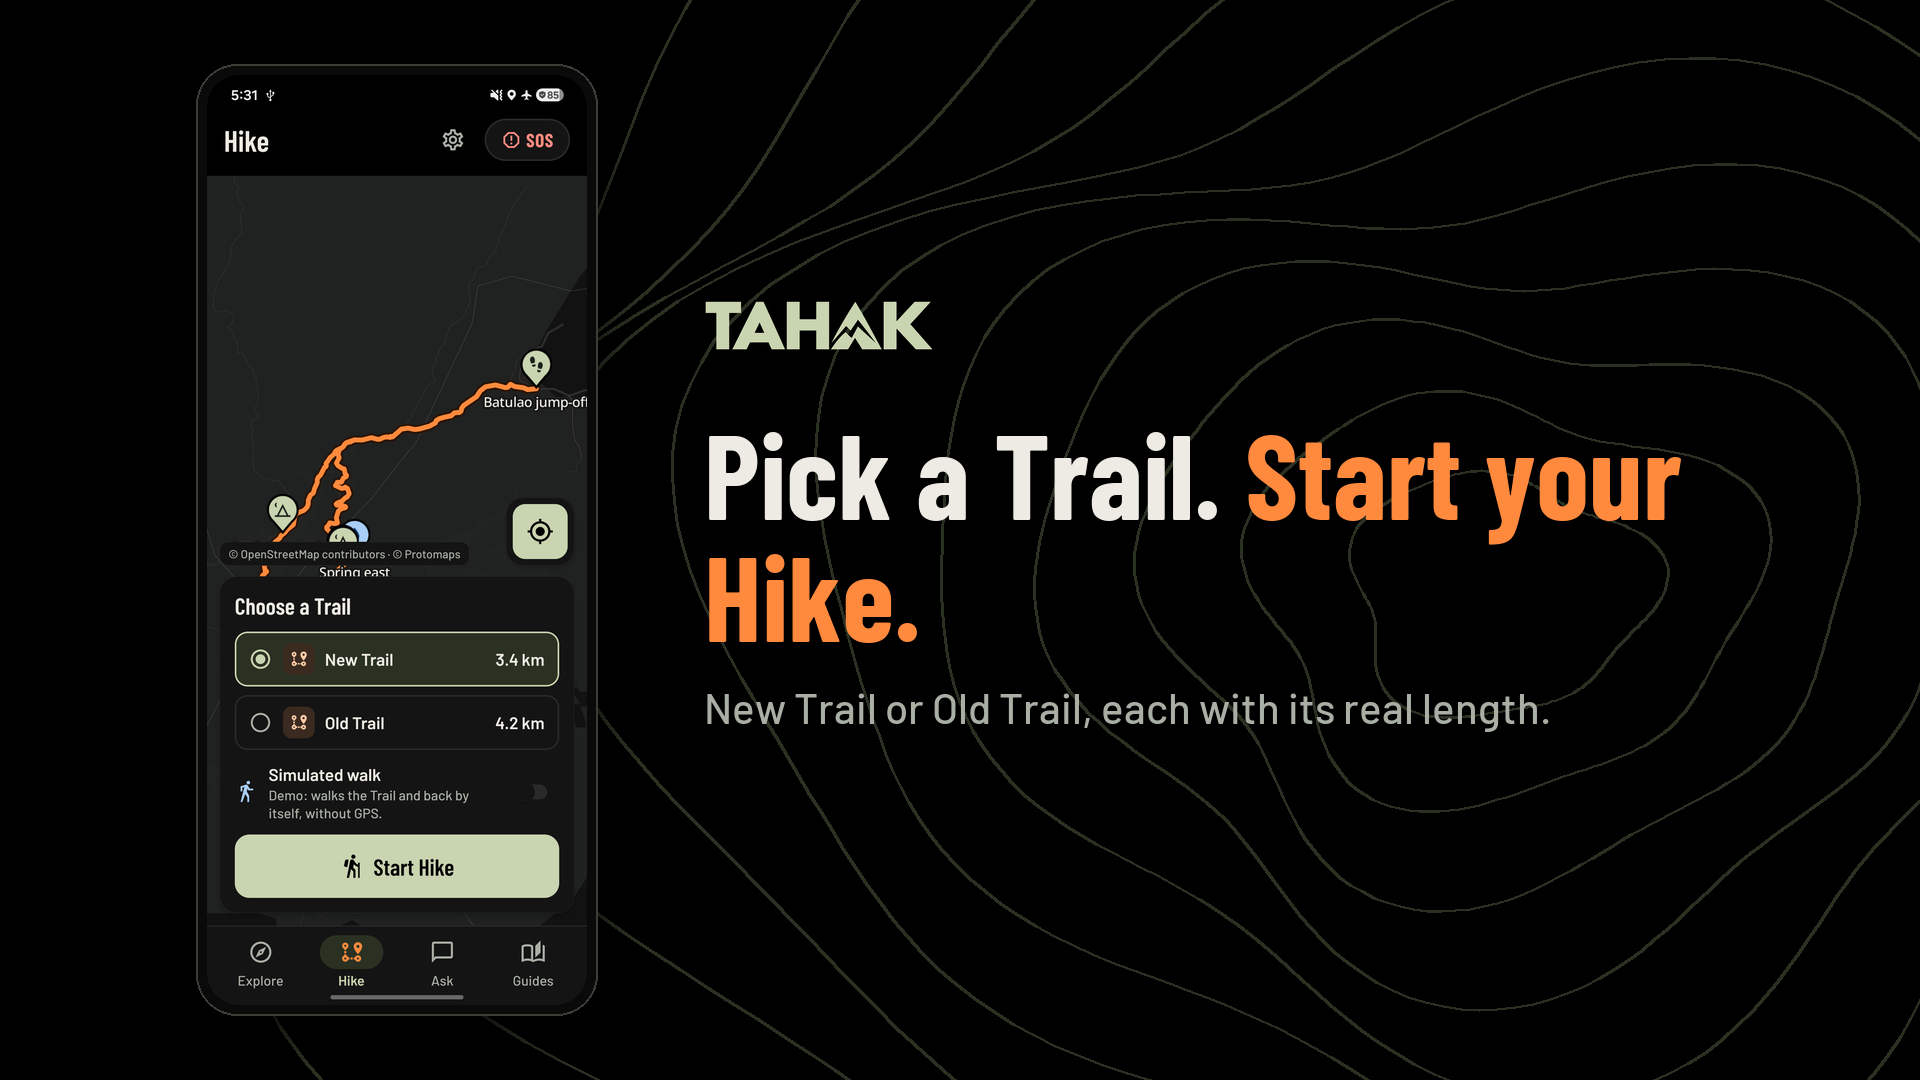 5:31
85
Hike
SOS
Batulao jump-off
© OpenStreetMap contributors · © Protomaps
Spring east
Choose a Trail
New Trail 3.4 km
Old Trail 4.2 km
Simulated walk
Demo: walks the Trail and back by
itself, without GPS.
Start Hike
Explore
Hike
Ask
Guides
TAHAK
Pick a Trail. Start your
Hike.
New Trail or Old Trail, each with its real length.